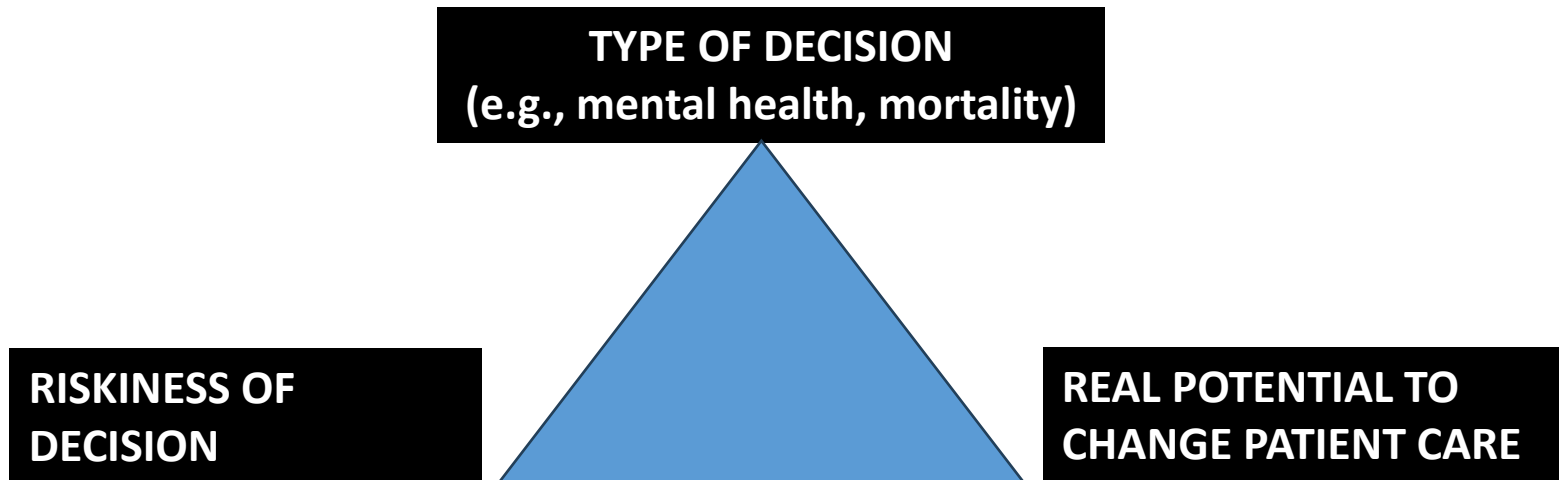 TYPE OF DECISION
(e.g., mental health, mortality)
RISKINESS OF
DECISION
REAL POTENTIAL TO
CHANGE PATIENT CARE